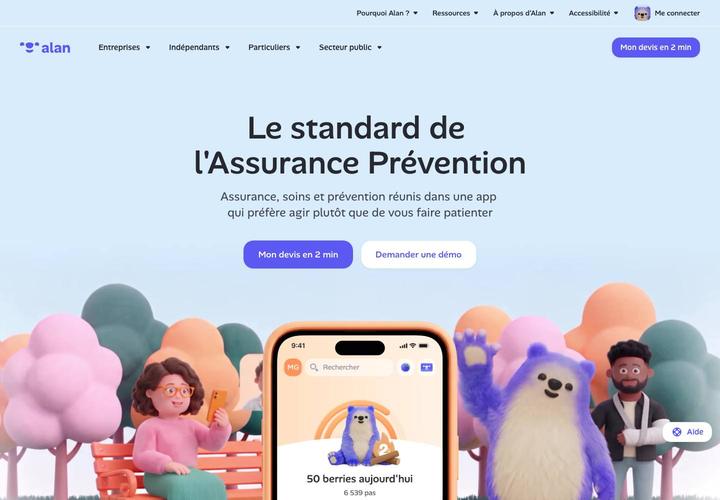 Pourquoi Alan ? Ressources À propos d'Alan Accessibilité Me connecter
alan Entreprises Indépendants Particuliers Secteur public Mon devis en 2 min
Le standard de
l'Assurance Prévention
Assurance, soins et prévention réunis dans une app
qui préfère agir plutôt que de vous faire patienter
Mon devis en 2 min Demander une démo
9:41
MG Rechercher
2
50 berries aujourd'hui
6 539 pas
Aide